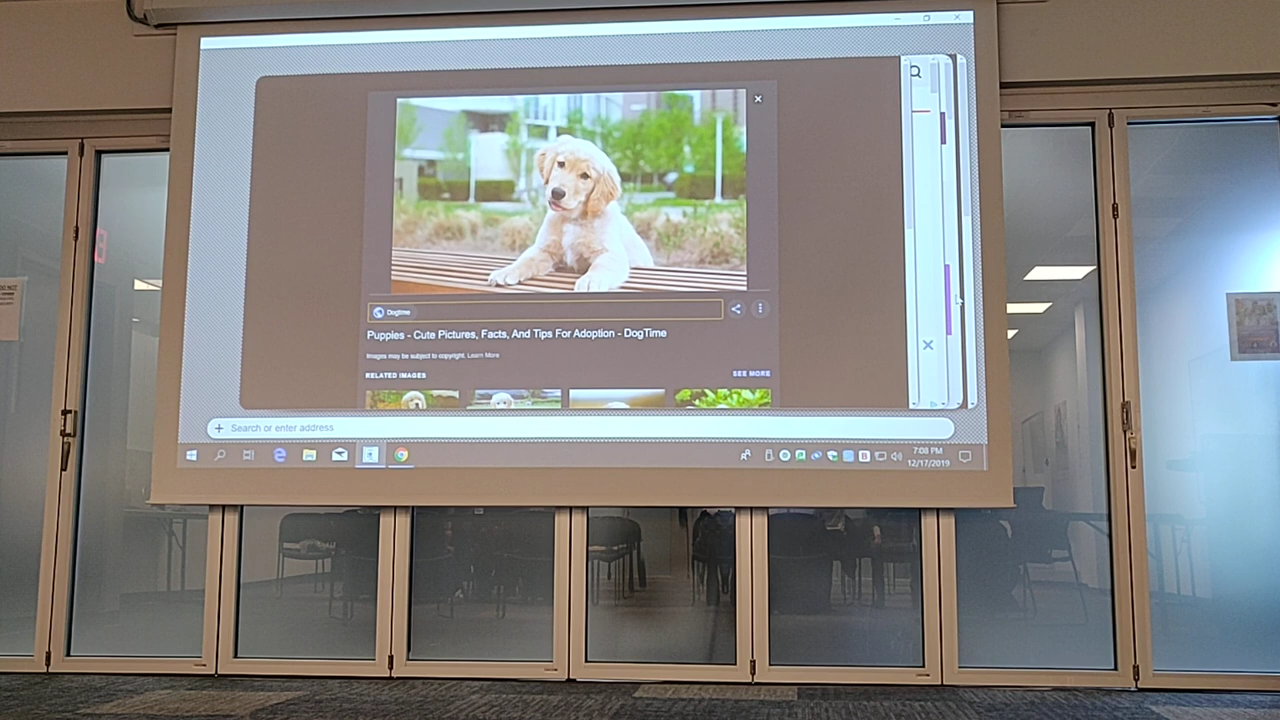 Dogtime
Puppies - Cute Pictures, Facts, And Tips For Adoption - DogTime
Images may be subject to copyright. Learn More
RELATED IMAGES
SEE MORE
Search or enter address
7:08 PM
12/17/2019